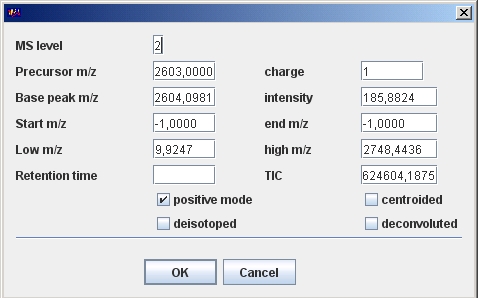 MS level 2
Precursor m/z 2603,0000 charge 1
Base peak m/z 2604,0981 intensity 185,8824
Start m/z -1,0000 end m/z -1,0000
Low m/z 9,9247 high m/z 2748,4436
Retention time TIC 624604,1875
positive mode centroided
deisotoped deconvoluted
OK Cancel